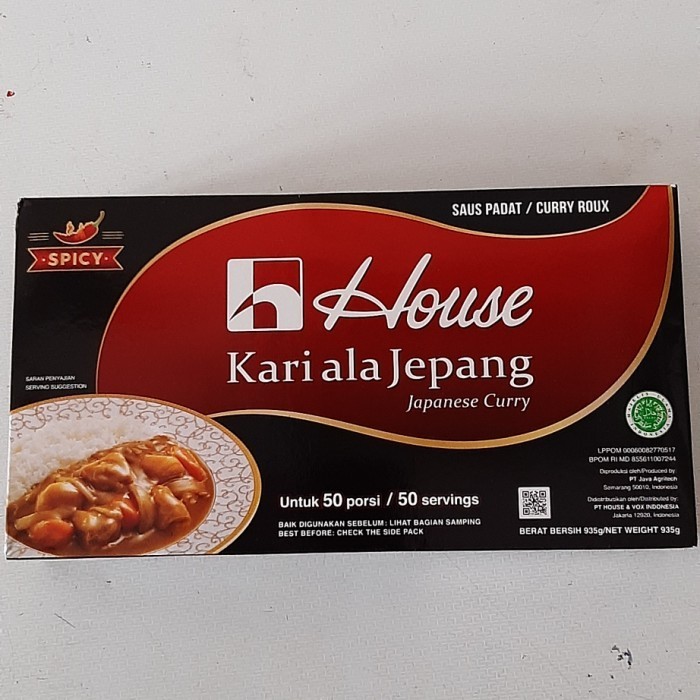 SAUS PADAT / CURRY ROUX
SPICY
House
Kari ala Jepang
Japanese Curry
SARAN PENYAJIAN
SERVING SUGGESTION
LPPOM 00060082770517
BPOM RI MD 855611007244
Diproduksi oleh/Produced by:
PT Java Agritech
Semarang 50010, Indonesia
Didistribusikan oleh/Distributed by:
PT HOUSE & VOX INDONESIA
Jakarta 12920, Indonesia
Untuk 50 porsi / 50 servings
BAIK DIGUNAKAN SEBELUM : LIHAT BAGIAN SAMPING
BEST BEFORE: CHECK THE SIDE PACK
BERAT BERSIH 935g/NET WEIGHT 935g